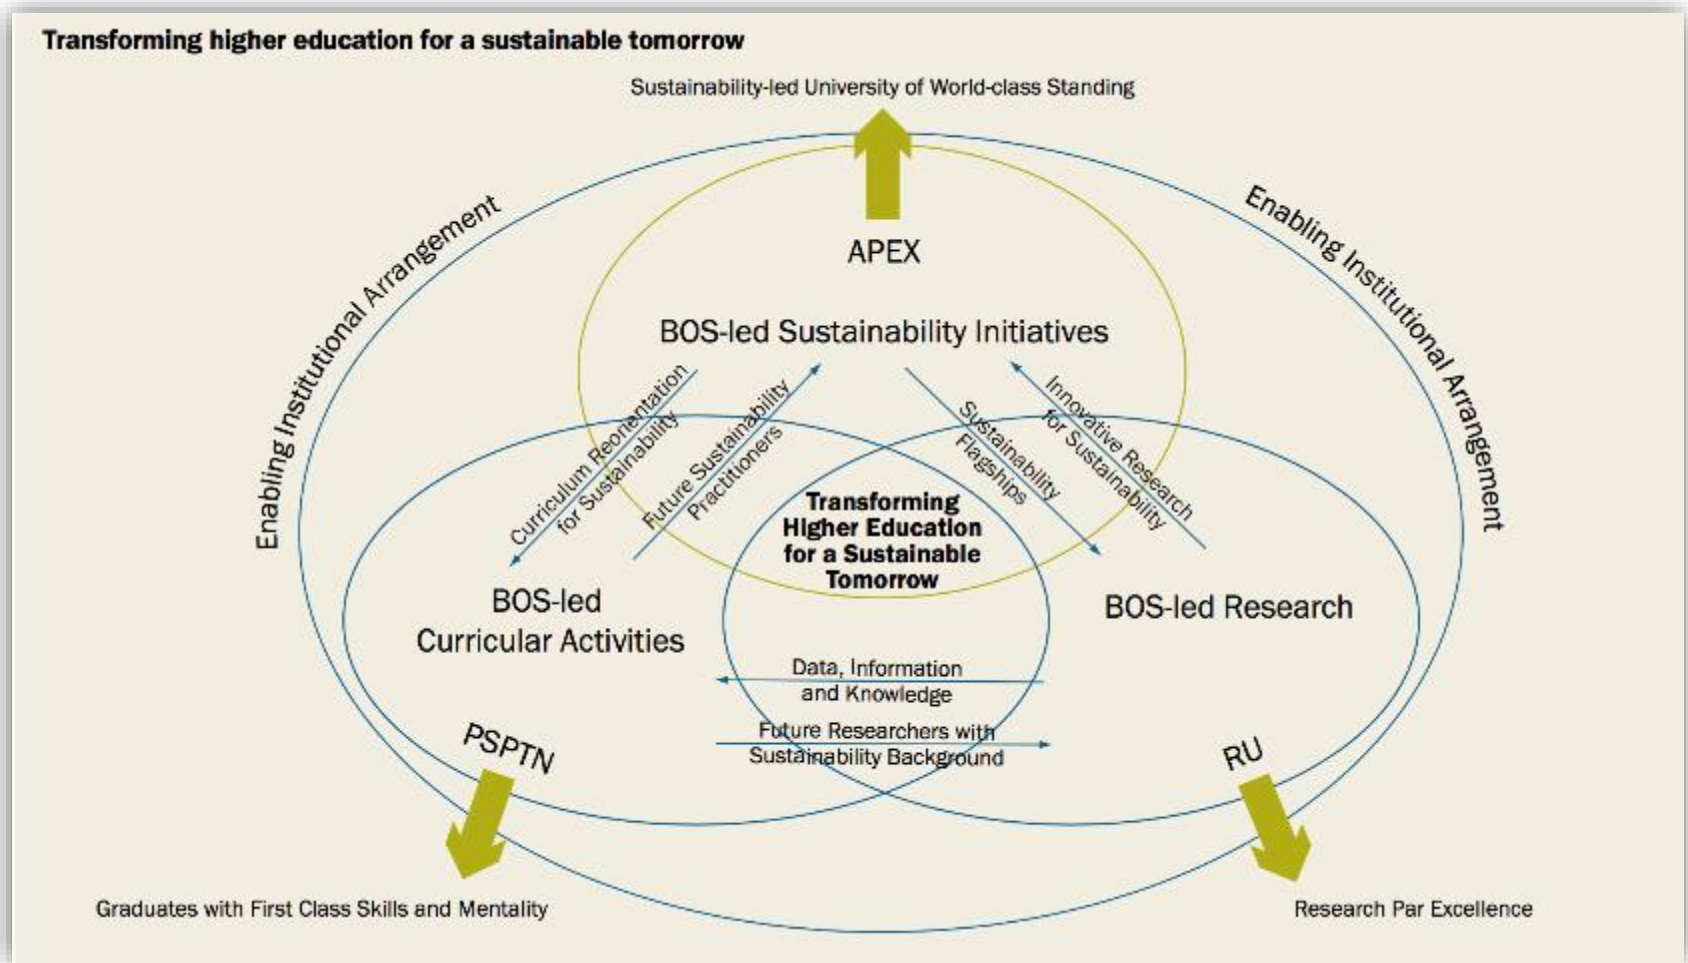 Transforming higher education for a sustainable tomorrow
Sustainability-led University of World-class Standing
Enabling Institutional Arrangement
Enabling Institutional Arrangement
APEX
BOS-led Sustainability Initiatives
Curriculum Reorientation
for Sustainability
Future Sustainability
Practitioners
Sustainability
Flagships
Innovative Research
for Sustainability
Transforming
Higher Education
for a Sustainable
Tomorrow
BOS-led
Curricular Activities
BOS-led Research
Data, Information
and Knowledge
Future Researchers with
Sustainability Background
PSPTN
RU
Graduates with First Class Skills and Mentality
Research Par Excellence